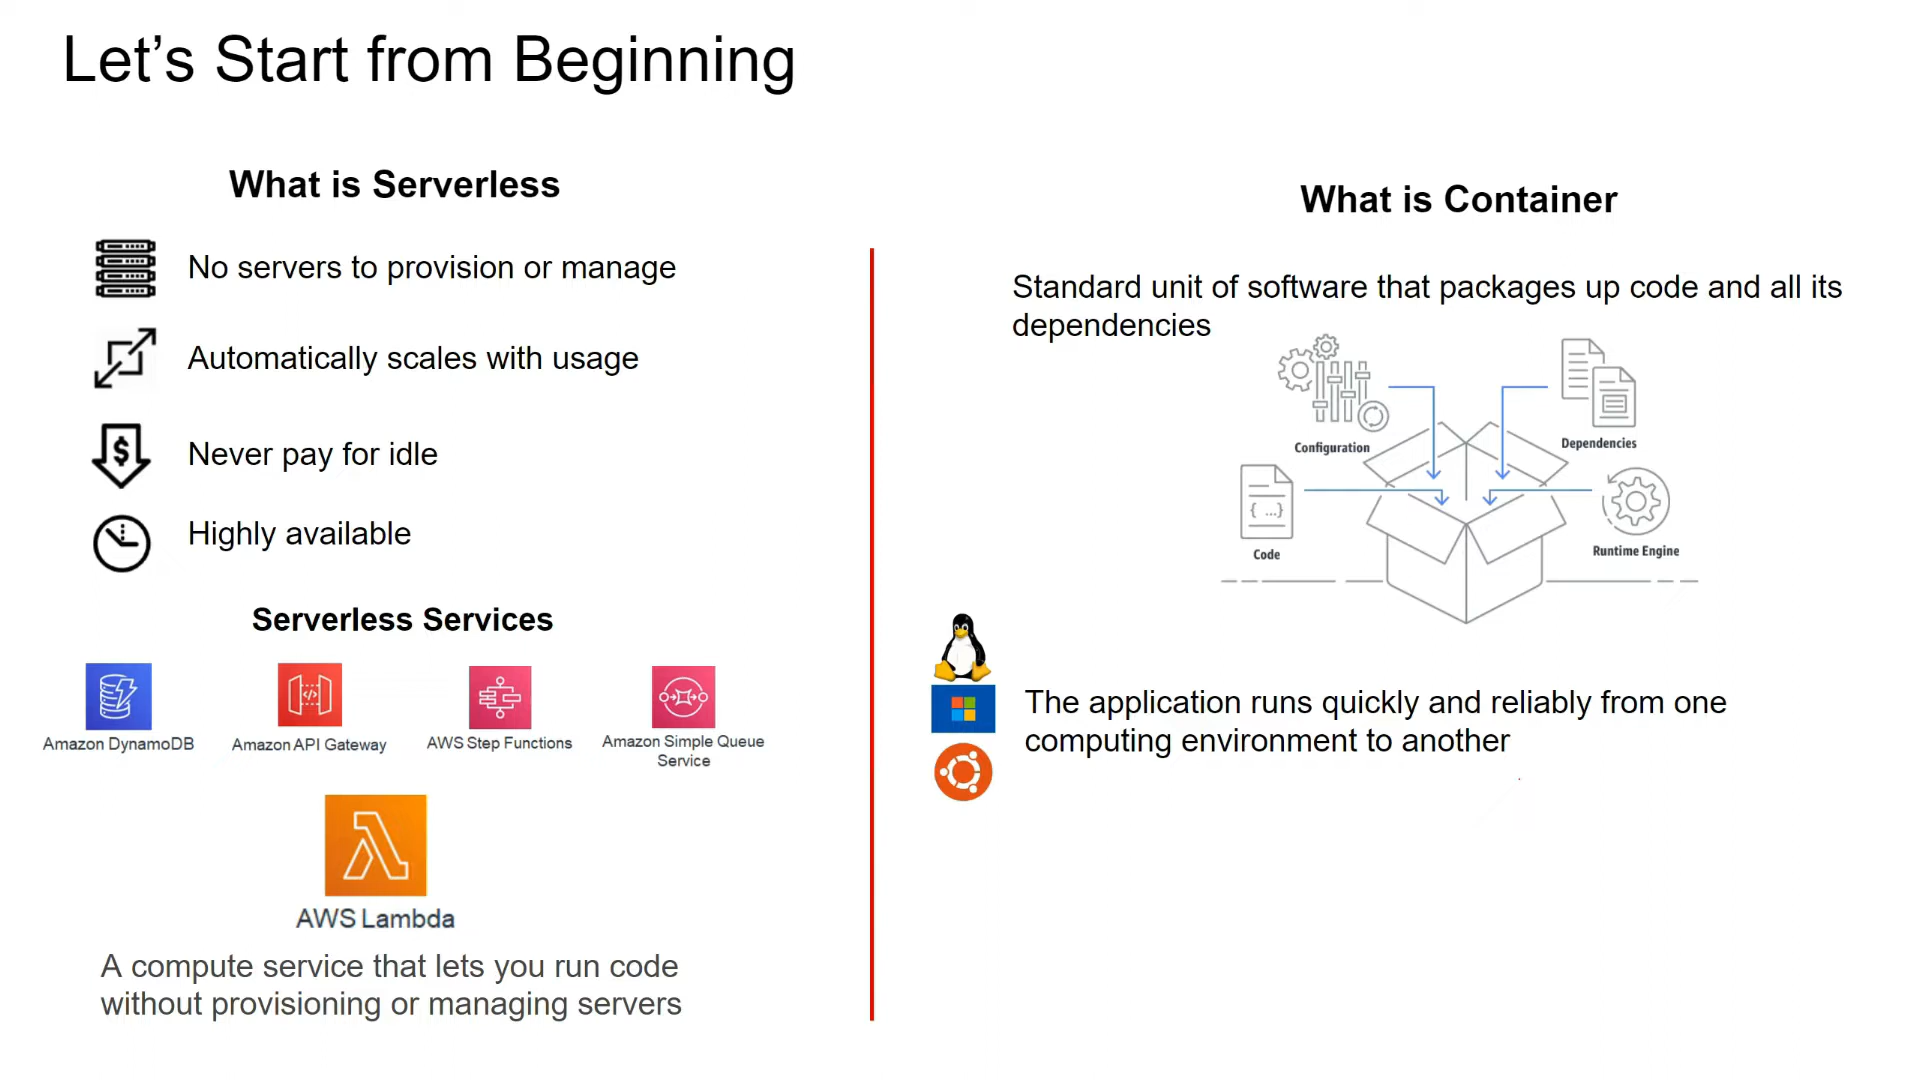 Let’s Start from Beginning
What is Serverless
No servers to provision or manage
Automatically scales with usage
$
Never pay for idle
Highly available
Serverless Services
Amazon DynamoDB
</>
Amazon API Gateway
AWS Step Functions
Amazon Simple Queue
Service
AWS Lambda
A compute service that lets you run code
without provisioning or managing servers
What is Container
Standard unit of software that packages up code and all its
dependencies
Configuration
Dependencies
{ ...}
Code
Runtime Engine
The application runs quickly and reliably from one
computing environment to another